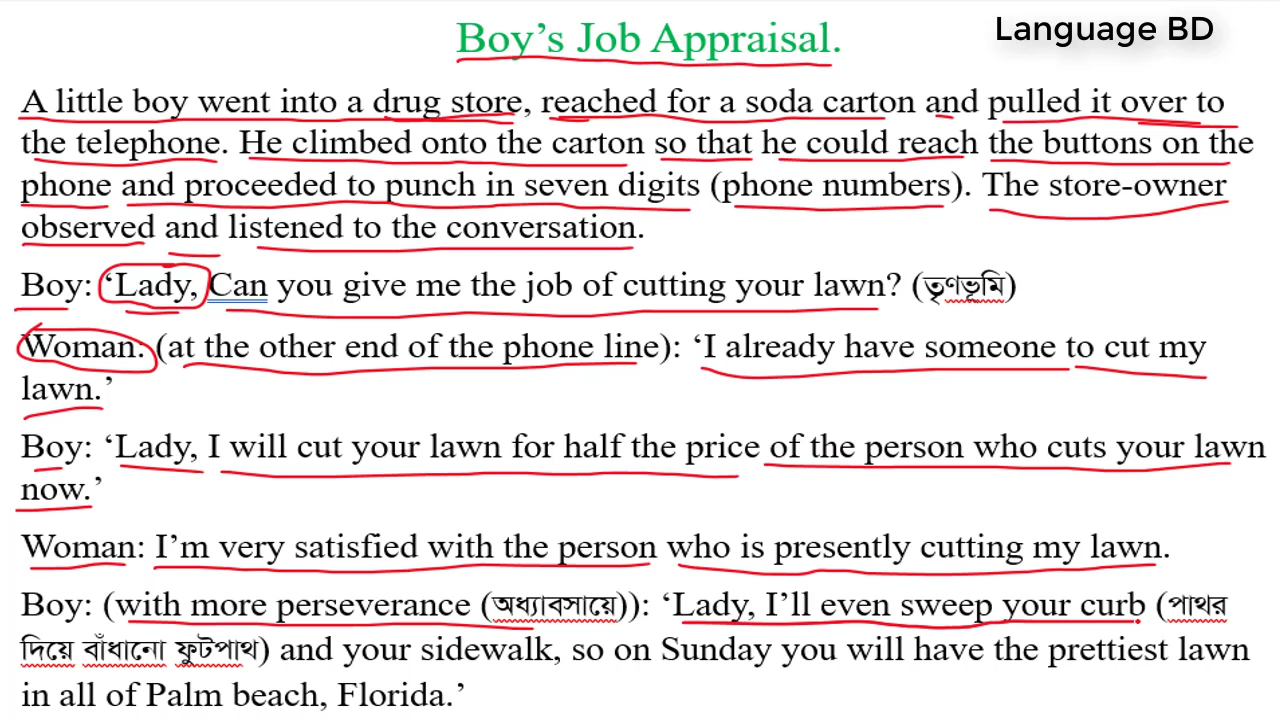 Boy's Job Appraisal.
Language BD
A little boy went into a drug store, reached for a soda carton and pulled it over to
the telephone. He climbed onto the carton so that he could reach the buttons on the
phone and proceeded to punch in seven digits (phone numbers). The store-owner
observed and listened to the conversation.
Boy: ‘Lady, Can you give me the job of cutting your lawn? (তৃণভূমি)
Woman: (at the other end of the phone line): ‘I already have someone to cut my
lawn.’
Boy: ‘Lady, I will cut your lawn for half the price of the person who cuts your lawn
now.’
Woman: I’m very satisfied with the person who is presently cutting my lawn.
Boy: (with more perseverance (অধ্যাবসায়ে)): ‘Lady, I’ll even sweep your curb (পাথর
দিয়ে বাঁধানো ফুটপাথ) and your sidewalk, so on Sunday you will have the prettiest lawn
in all of Palm beach, Florida.’